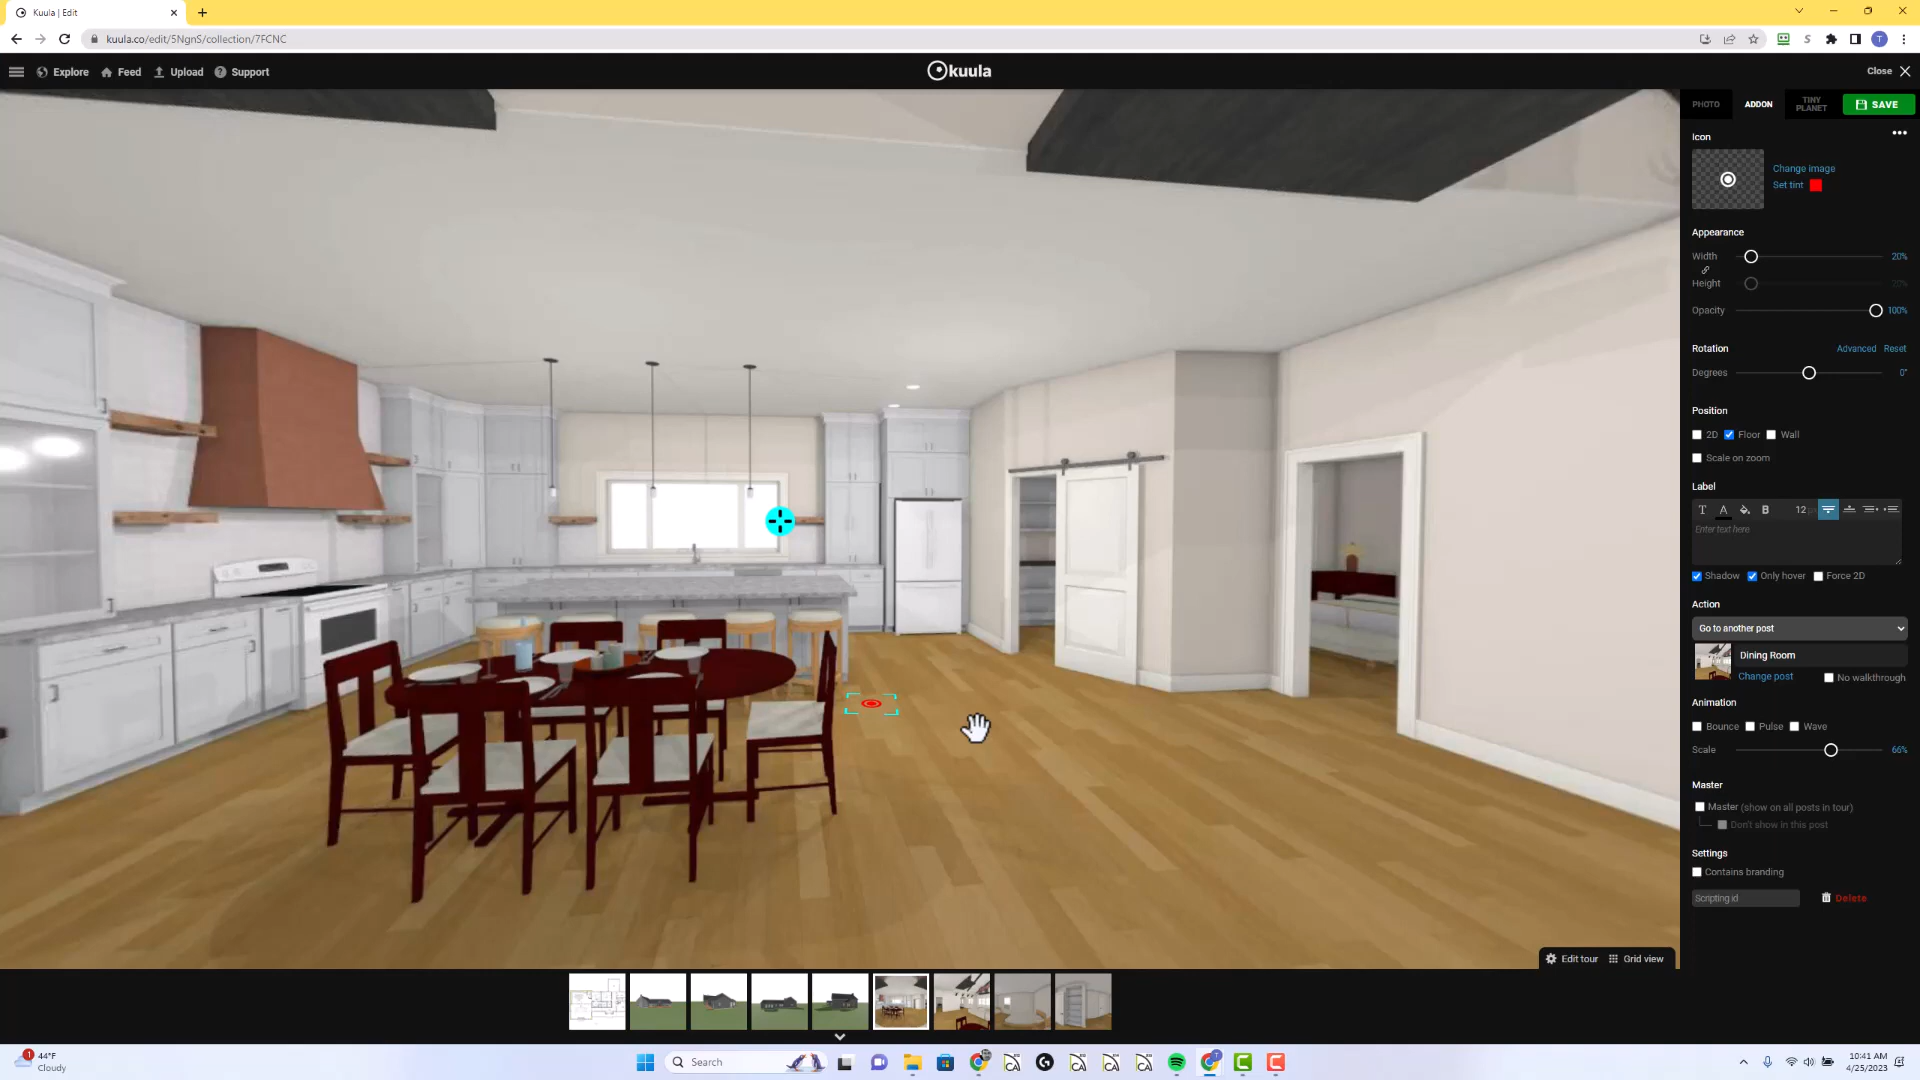 Kuula | Edit
kuula.co/edit/5NgnS/collection/7FCNC
T
Explore
Feed
Upload
Support
kuula
Close
PHOTO
ADDON
TINY
PLANET
SAVE
Icon
Change image
Set tint
Appearance
Width
20%
Height
20%
Opacity
100%
Rotation
Advanced
Reset
Degrees
0°
Position
2D
Floor
Wall
Scale on zoom
Label
T A B 12
Enter text here
Shadow
Only hover
Force 2D
Action
Go to another post
Dining Room
Change post
No walkthrough
Animation
Bounce
Pulse
Wave
Scale
66%
Master
Master (show on all posts in tour)
Don't show in this post
Settings
Contains branding
Scripting id
Delete
Edit tour
Grid view
1
44°F
Cloudy
Search
10:41 AM
4/25/2023